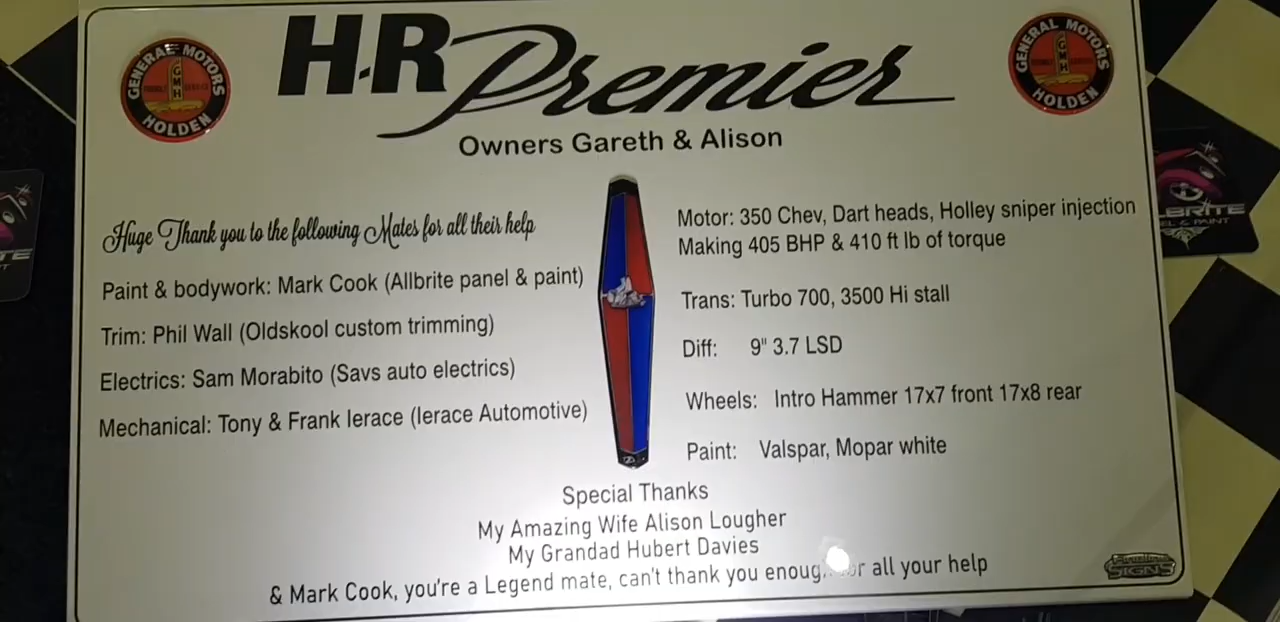 GENERAL MOTORS
GMH
HOLDEN
H.R Premier
GENERAL MOTORS
GMH
HOLDEN
Owners Gareth & Alison
Huge Thank you to the following Mates for all their help
Paint & bodywork: Mark Cook (Allbrite panel & paint)
Trim: Phil Wall (Oldskool custom trimming)
Electrics: Sam Morabito (Savs auto electrics)
Mechanical: Tony & Frank Ierace (Ierace Automotive)
Motor: 350 Chev, Dart heads, Holley sniper injection
Making 405 BHP & 410 ft lb of torque
Trans: Turbo 700, 3500 Hi stall
Diff: 9" 3.7 LSD
Wheels: Intro Hammer 17x7 front 17x8 rear
Paint: Valspar, Mopar white
Special Thanks
My Amazing Wife Alison Lougher
My Grandad Hubert Davies
& Mark Cook, you're a Legend mate, can't thank you all your help
SIGNS